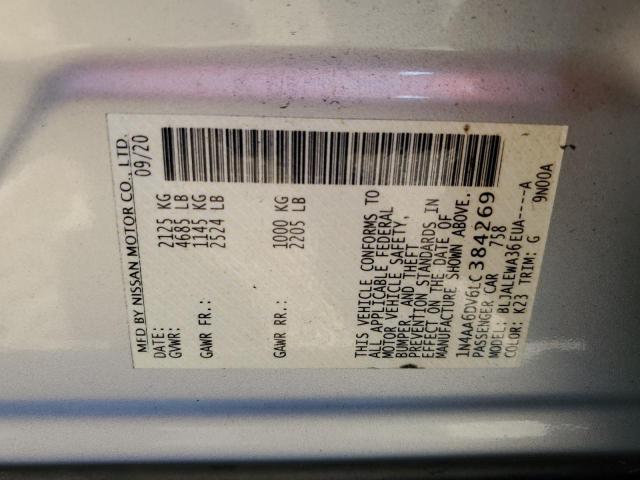 MFD BY NISSAN MOTOR CO., LTD.
DATE: 09/20
GVWR: 2125 KG
4685 LB
GAWR FR.: 1145 KG
2524 LB
GAWR RR.: 1000 KG
2205 LB
THIS VEHICLE CONFORMS TO
ALL APPLICABLE FEDERAL
MOTOR VEHICLE SAFETY,
BUMPER, AND THEFT
PREVENTION STANDARDS IN
EFFECT ON THE DATE OF
MANUFACTURE SHOWN ABOVE.
1N4AA6DV6LC384269
PASSENGER CAR 758
MODEL: BLJALEWA36EUA----A
COLOR: K23 TRIM: G 9N00A